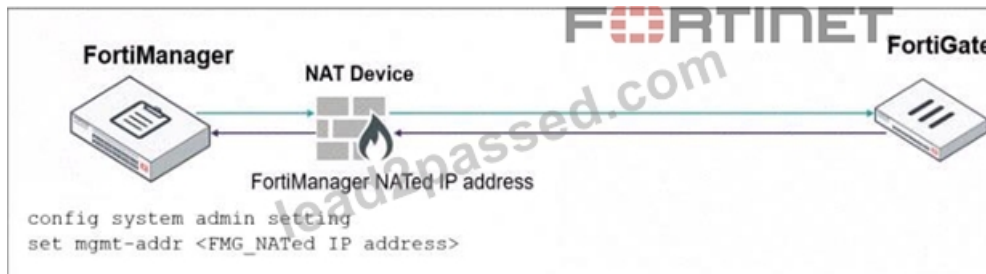 FORTINET
FortiManager
NAT Device
FortiGate
lead2passed.com
FortiManager NATed IP address
config system admin setting
set mgmt-addr <FMG_NATed IP address>